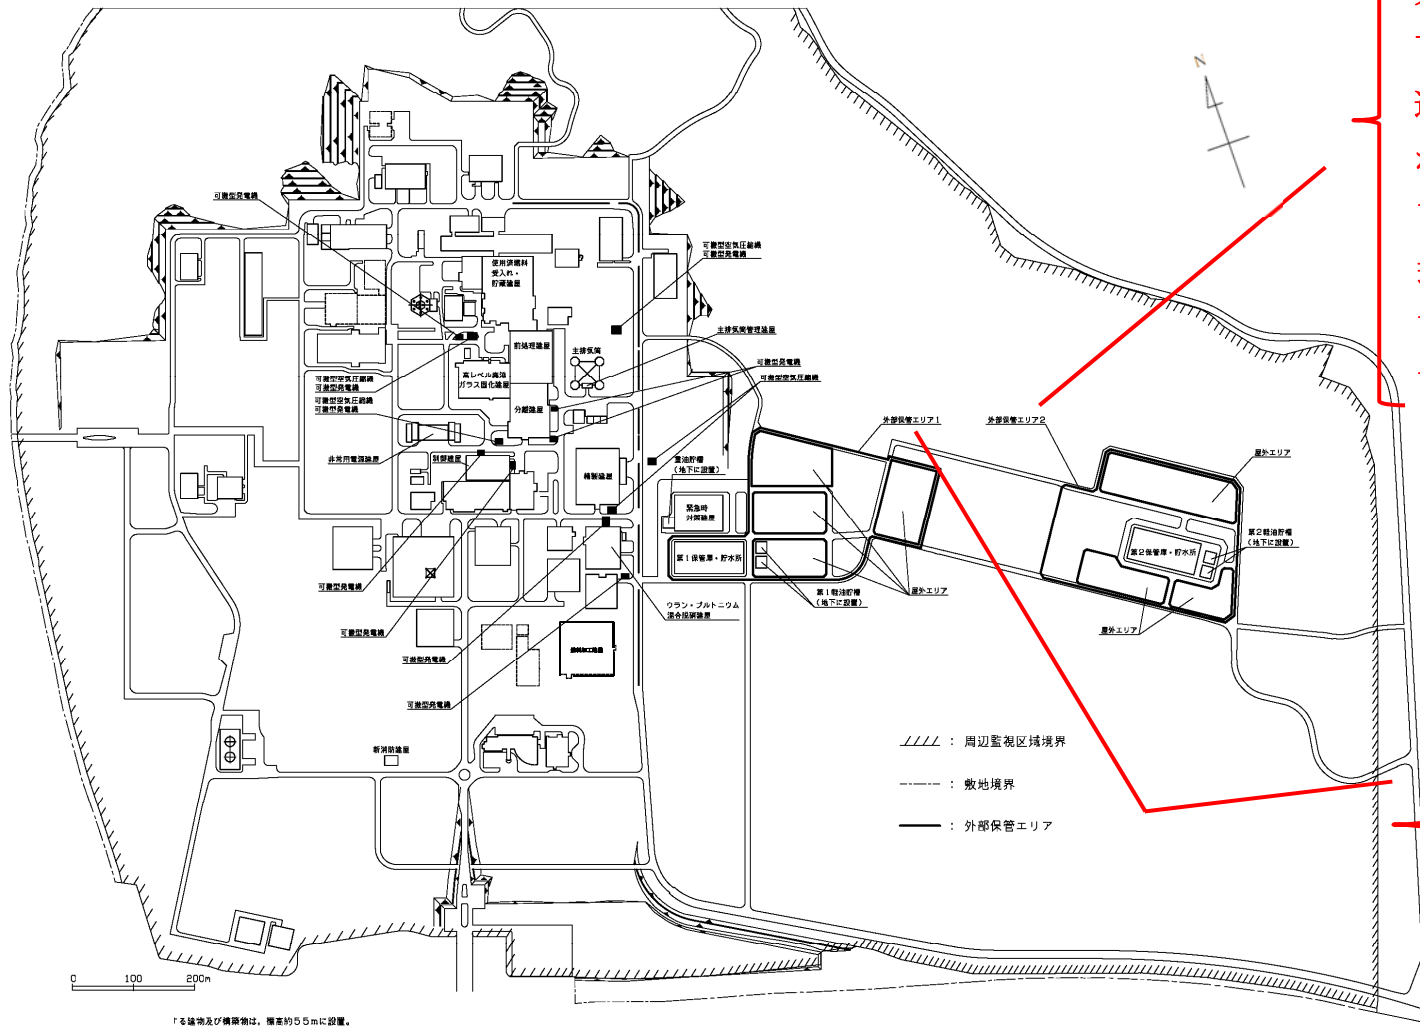 N
可搬型発電機
使用済燃料
受入れ・
貯蔵建屋
可搬型空気圧縮機
可搬型発電機
主排気筒管理建屋
前処理建屋
主排気筒
可搬型発電機
可搬型空気圧縮機
高レベル廃液
ガラス固化建屋
可搬型空気圧縮機
可搬型発電機
可搬型空気圧縮機
可搬型発電機
分離建屋
外部保管エリア1
外部保管エリア2
屋外エリア
非常用電源建屋
制御建屋
精製建屋
重油貯槽
(地下に設置)
緊急時
対策建屋
第1保管庫・貯水所
第2保管庫・貯水所
第2軽油貯槽
(地下に設置)
可搬型発電機
第1軽油貯槽
(地下に設置)
屋外エリア
ウラン・プルトニウム
混合脱硝建屋
屋外エリア
可搬型発電機
可搬型発電機
燃料加工建屋
可搬型発電機
新消防建屋
: 周辺監視区域境界
: 敷地境界
: 外部保管エリア
0 100 200m
る建物及び構築物は，標高約55mに設置。